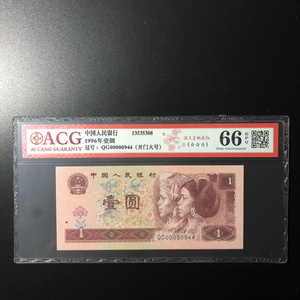 ACG
AI CANG GUARANTY
中国人民银行
13535308
1996年壹圆
冠号：QG00000944（开门大号）
(☆☆☆)
66 EPQ
Gem Uncirculated
中国人民银行
壹圆
1
1
QG00000944